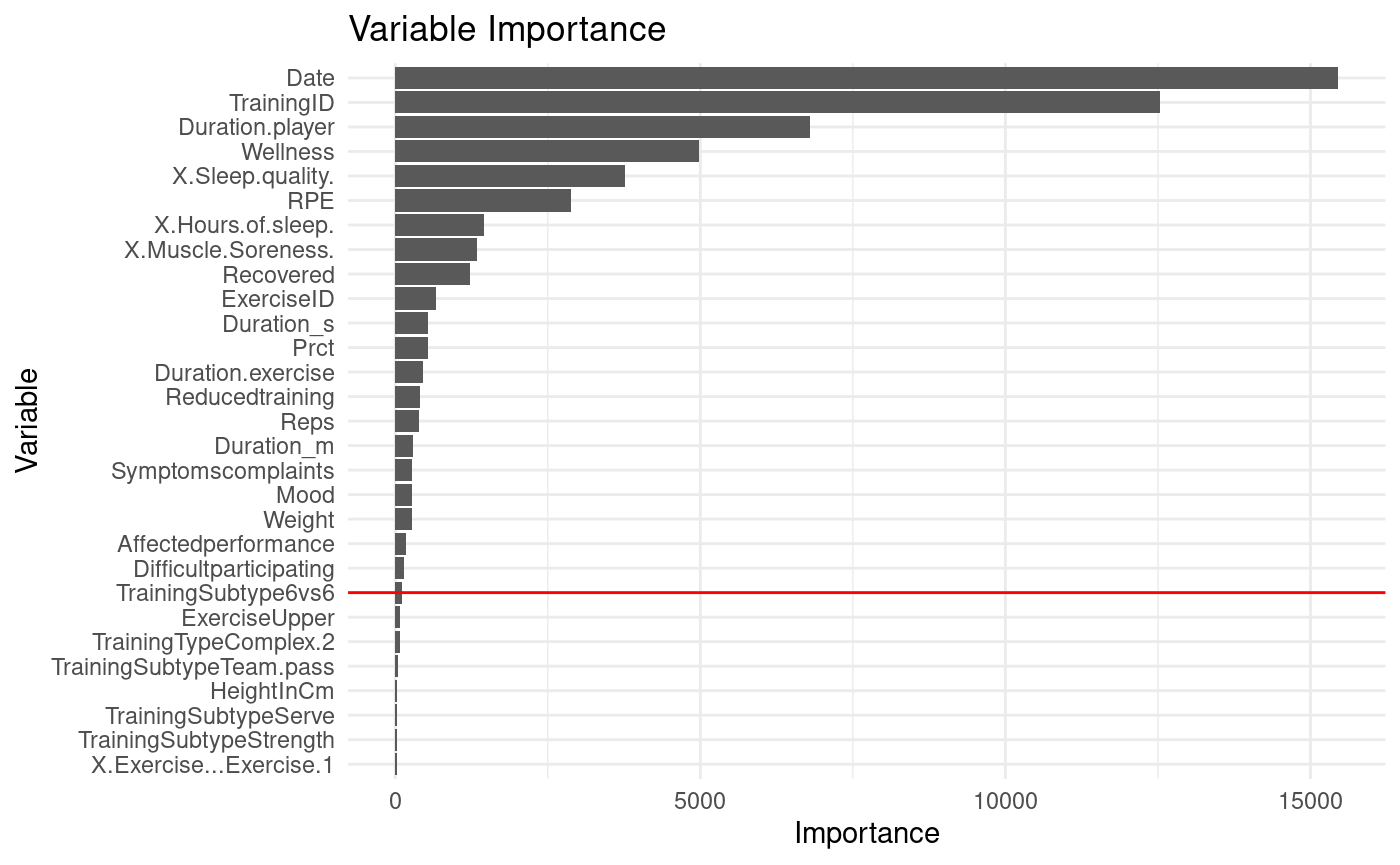 Variable Importance
Date
TrainingID
Duration.player
Wellness
X.Sleep.quality.
RPE
X.Hours.of.sleep.
X.Muscle.Soreness.
Recovered
ExerciseID
Duration_s
Prct
Duration.exercise
Reducedtraining
Reps
Duration_m
Symptomscomplaints
Mood
Weight
Affectedperformance
Difficultparticipating
TrainingSubtype6vs6
ExerciseUpper
TrainingTypeComplex.2
TrainingSubtypeTeam.pass
HeightInCm
TrainingSubtypeServe
TrainingSubtypeStrength
X.Exercise...Exercise.1
Variable
0 5000 10000 15000
Importance